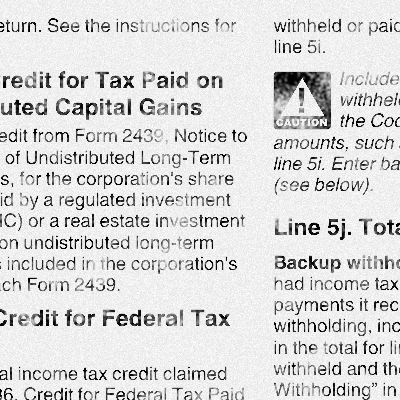 eturn. See the instructions for
redit for Tax Paid on
uted Capital Gains
edit from Form 2439, Notice to
of Undistributed Long-Term
s, for the corporation's share
id by a regulated investment
IC) or a real estate investment
on undistributed long-term
included in the corporation's
ch Form 2439.
Credit for Federal Tax
al income tax credit claimed
36, Credit for Federal Tax Paid
withheld or paid
line 5i.
CAUTION
Include
withhel
the Coc
amounts, such
line 5i. Enter ba
(see below).
Line 5j. Tota
Backup withho
had income tax
payments it rec
withholding, inc
in the total for li
withheld and the
Withholding" in